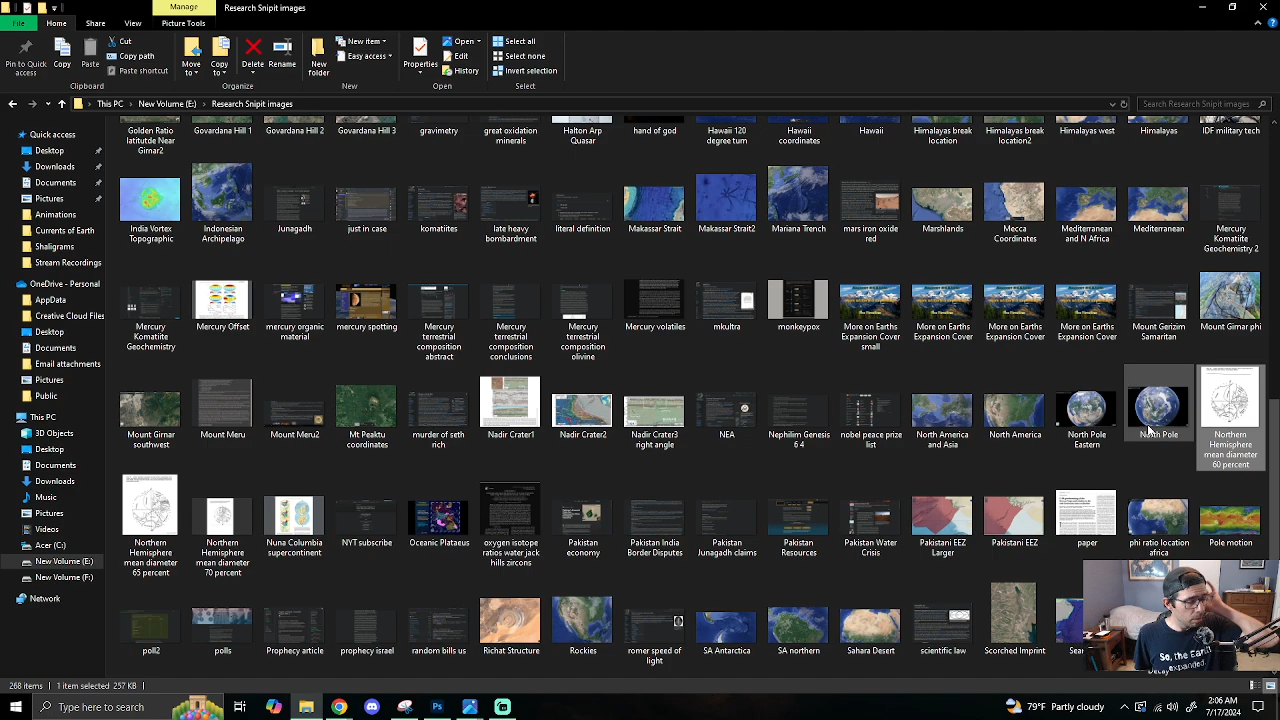 Manage
Research Snipit images
File
Home
Share
View
Picture Tools
Pin to Quick access
Copy
Paste
Cut
Copy path
Paste shortcut
Move to
Copy to
Delete
Rename
New folder
New item
Easy access
Properties
Open
Edit
History
Select all
Select none
Invert selection
Clipboard
Organize
New
Open
Select
This PC
New Volume (E:)
Research Snipit images
Search Research Snipit images
Quick access
Desktop
Downloads
Documents
Pictures
Animations
Currents of Earth
Shaligrams
Stream Recordings
OneDrive - Personal
AppData
Creative Cloud Files
Desktop
Documents
Email attachments
Pictures
Public
This PC
3D Objects
Desktop
Documents
Downloads
Music
Pictures
Videos
Acer (C:)
New Volume (E:)
New Volume (F:)
Network
Golden Ratio latitutde Near Girnar2
Govardana Hill 1
Govardana Hill 2
Govardana Hill 3
gravimetry
great oxidation minerals
Halton Arp Quasar
hand of god
Hawaii 120 degree turn
Hawaii coordinates
Hawaii
Himalayas break location
Himalayas break location2
Himalayas west
Himalayas
IDF military tech
India Vortex Topographic
Indonesian Archipelago
Junagadh
just in case
komatiites
late heavy bombardment
literal definition
Makassar Strait
Makassar Strait2
Mariana Trench
mars iron oxide red
Marshlands
Mecca Coordinates
Mediterranean and N Africa
Mediterranean
Mercury Komatite Geochemistry 2
Mercury Komatite Geochemistry
Mercury Offset
mercury organic material
mercury spotting
Mercury terrestrial composition abstract
Mercury terrestrial composition conclusions
Mercury terrestrial composition olivine
Mercury volatiles
mkultra
monkeypox
More on Earths Expansion Cover small
More on Earths Expansion Cover
More on Earths Expansion Cover
More on Earths Expansion Cover
Mount Gerizim Samaritan
Mount Girnar phi
Mount Girnar southwest
Mount Meru
Mount Meru2
Mt Peaktu coordinates
murder of seth rich
Nadir Crater1
Nadir Crater2
Nadir Crater3 right angle
NEA
Nephilim Genesis 6 4
nobel peace prize list
North America and Asia
North America
North Pole Eastern
North Pole
Northern Hemisphere mean diameter 60 percent
Northern Hemisphere mean diameter 65 percent
Northern Hemisphere mean diameter 70 percent
Nuna Columbia supercontinent
NYT subscribe
Oceanic Plataeus
oxygen isotope hong water jack hills zircons
Pakistan economy
Pakistan India Border Disputes
Pakistan Junagadh claims
Pakistan Resources
Pakistan Water Crisis
Pakistani EEZ Larger
Pakistani EEZ
paper
phi ratio location africa
Pole motion
poll2
polls
Prophecy article
prophecy israel
random bills us
Richat Structure
Rockies
romer speed of light
SA Antarctica
SA northern
Sahara Desert
scientific law
Scorched Imprint
So, the Earth expanded.
268 items
1 item selected 257 KB
Type here to search
79°F Partly cloudy
2:06 AM
7/17/2024